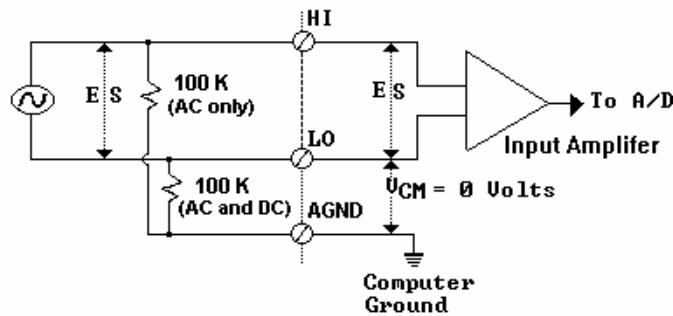 HI
100 K
(AC only)
E S
E S
To A/D
Input Amplifer
LO
100 K
(AC and DC)
VCM = 0 Volts
AGND
Computer
Ground